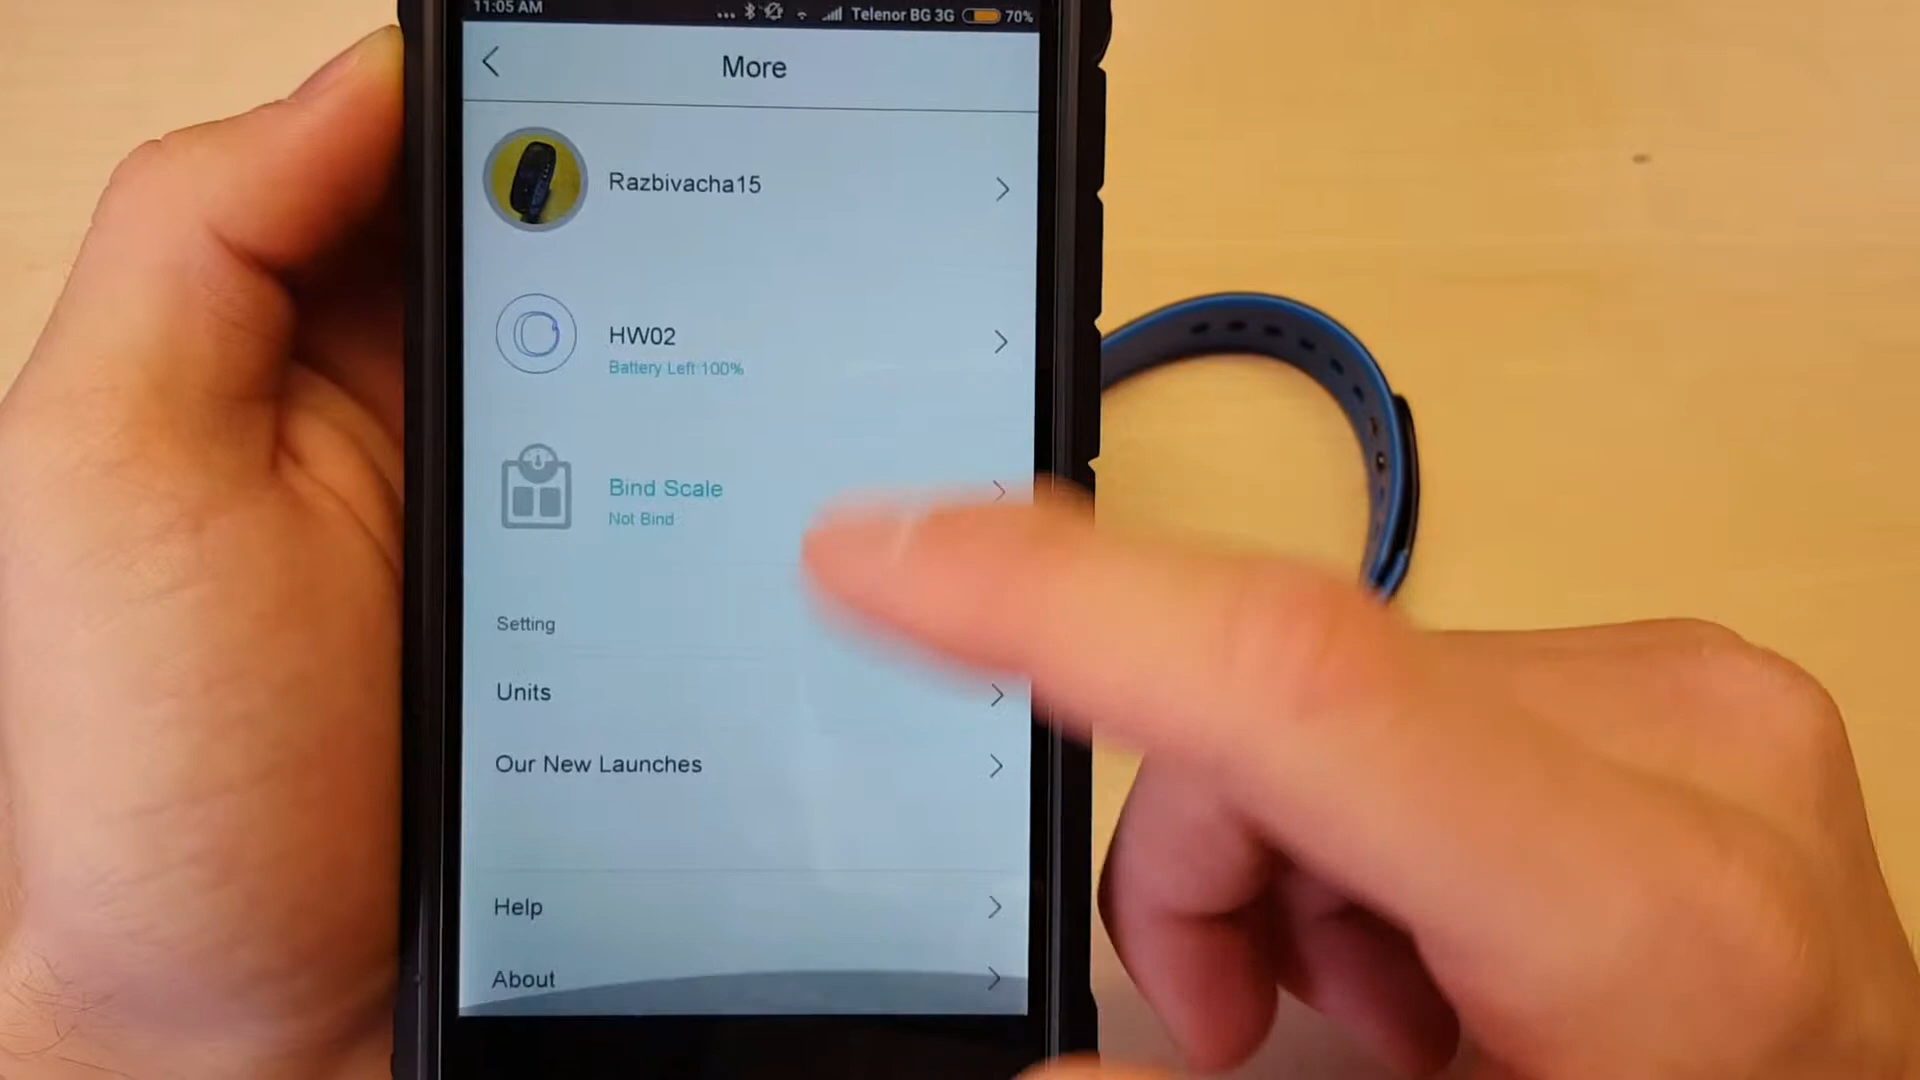 11:05 AM
... Telenor BG 3G 70%
More
Razbivacha15
HW02
Battery Left 100%
Bind Scale
Not Bind
Setting
Units
Our New Launches
Help
About